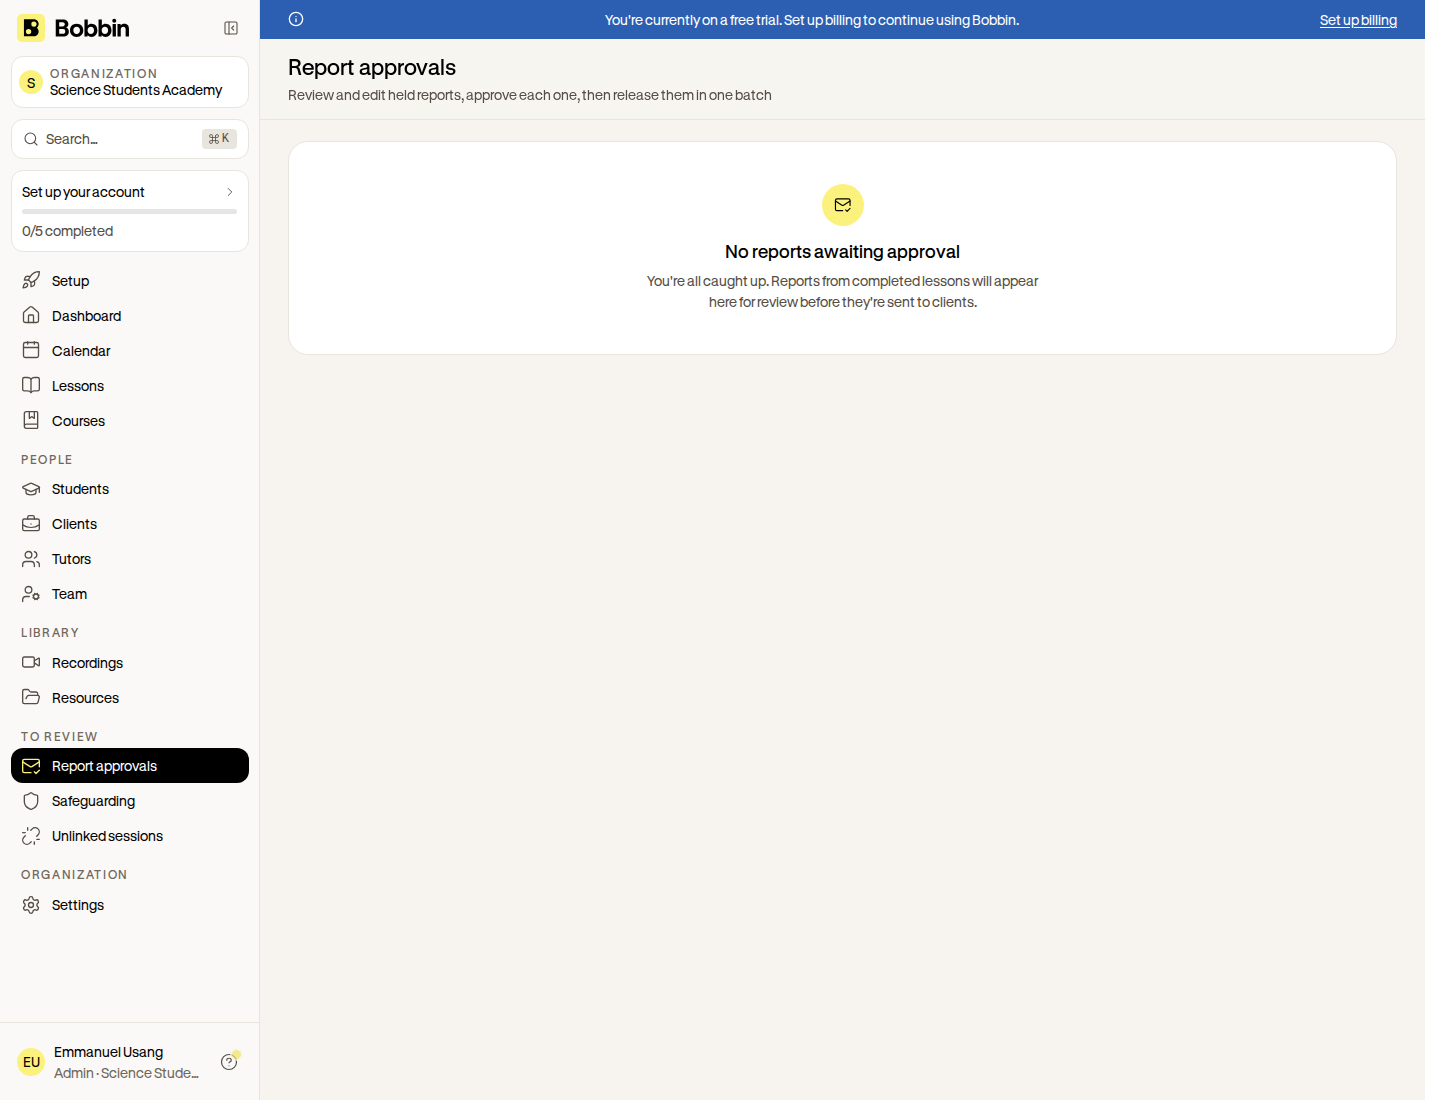 Bobbin
You're currently on a free trial. Set up billing to continue using Bobbin.
Set up billing
S
ORGANIZATION
Science Students Academy
Search...
⌘ K
Set up your account
0/5 completed
Setup
Dashboard
Calendar
Lessons
Courses
PEOPLE
Students
Clients
Tutors
Team
LIBRARY
Recordings
Resources
TO REVIEW
Report approvals
Safeguarding
Unlinked sessions
ORGANIZATION
Settings
EU
Emmanuel Usang
Admin · Science Stude...
Report approvals
Review and edit held reports, approve each one, then release them in one batch
No reports awaiting approval
You're all caught up. Reports from completed lessons will appear
here for review before they're sent to clients.